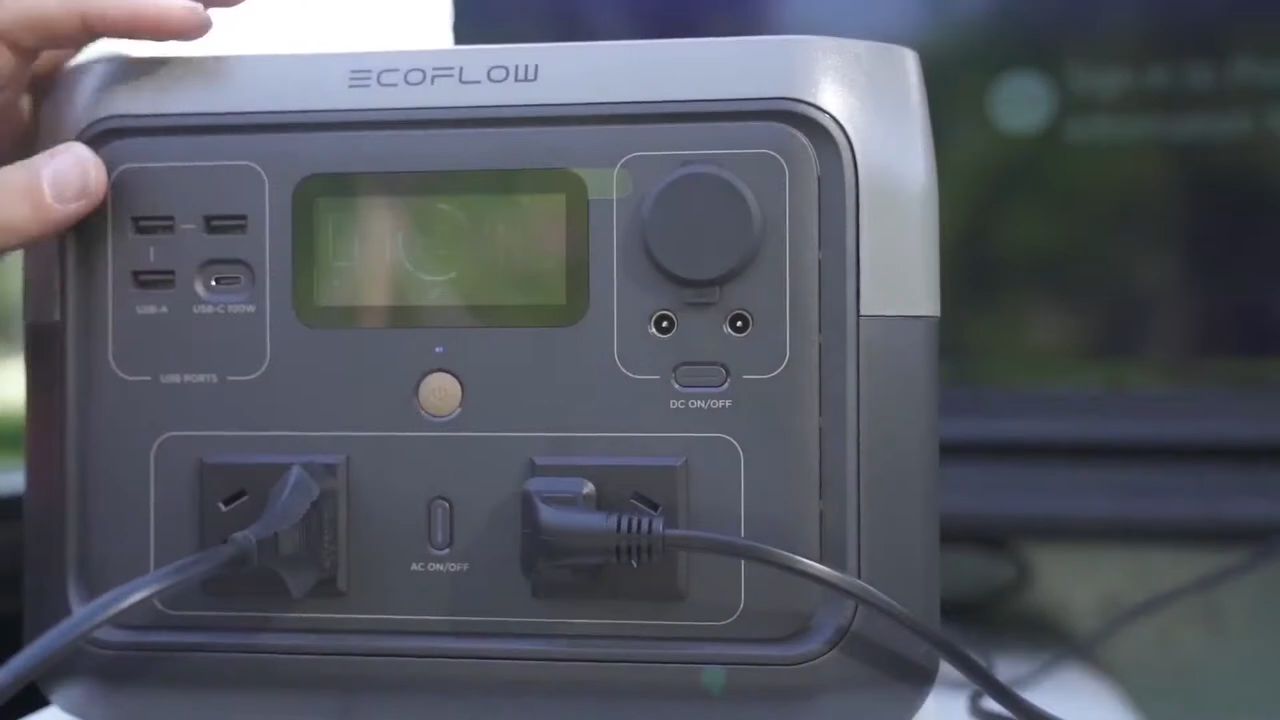 ECOFLOW
USB-A
USB-C 100W
USB PORTS
DC ON/OFF
AC ON/OFF